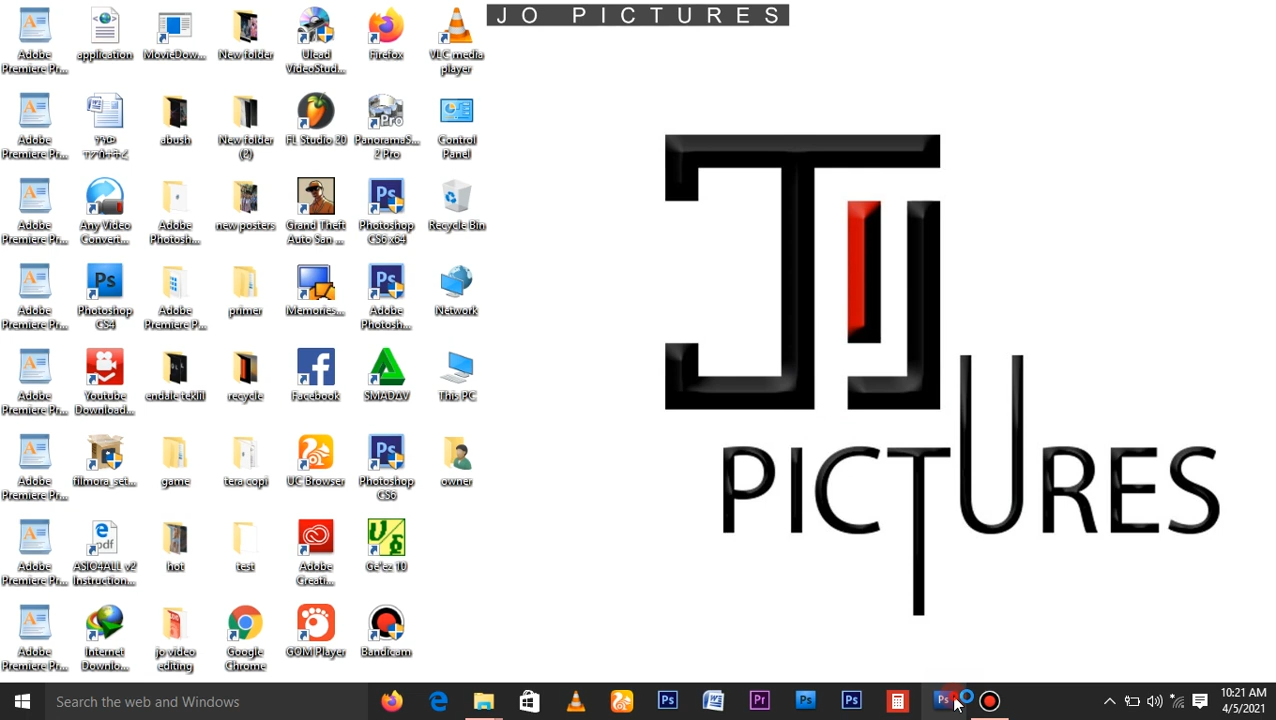 JO PICTURES
Adobe Premiere Pr...
application
MovieDow...
New folder
Ulead VideoStud...
Firefox
VLC media player
Adobe Premiere Pr...
abush
New folder (2)
FL Studio 20
PanoramaS... 2 Pro
Control Panel
Adobe Premiere Pr...
Any Video Convert...
Adobe Photosh...
new posters
Grand Theft Auto San ...
Photoshop CS6 x64
Recycle Bin
Adobe Premiere Pr...
Photoshop CS4
Adobe Premiere P...
primer
Memories...
Adobe Photosh...
Network
Adobe Premiere Pr...
Youtube Download...
endale teklil
recycle
Facebook
SMADAV
This PC
Adobe Premiere Pr...
filmora_set...
game
tera copi
UC Browser
Photoshop CS6
owner
Adobe Premiere Pr...
ASIO4ALL v2 Instruction...
hot
test
Adobe Creati...
Ge'ez 10
Adobe Premiere Pr...
Internet Downlo...
jo video editing
Google Chrome
GOM Player
Bandicam
PICTURES
Search the web and Windows
10:21 AM
4/5/2021